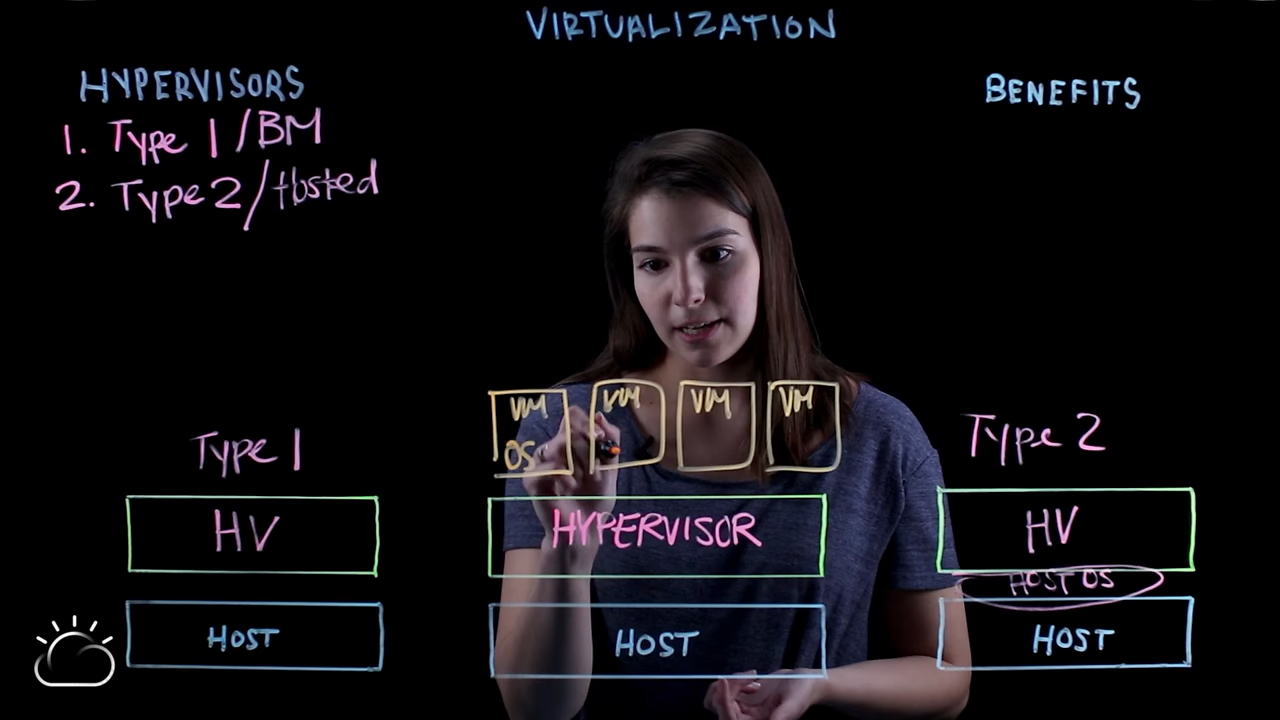 VIRTUALIZATION
HYPERVISORS
1. Type 1/BM
2. Type 2/Hosted
BENEFITS
VM VM VM VM
OS
Type 1
HV
HOST
HYPERVISOR
HOST
Type 2
HV
HOST OS
HOST